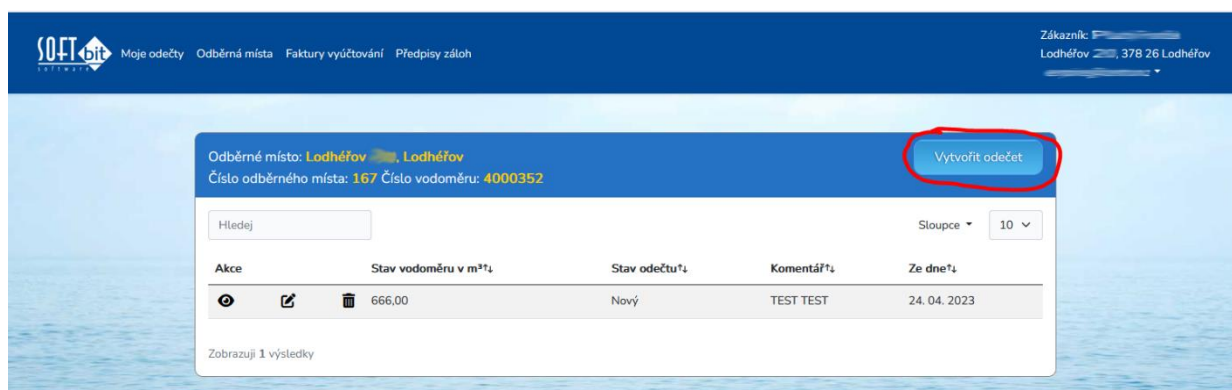 SOFT bit
software
Moje odečty Odběrná místa Faktury vyúčtování Předpisy záloh
Zákazník:
Lodhéřov , 378 26 Lodhéřov
Odběrné místo: Lodhéřov , Lodhéřov
Číslo odběrného místa: 167 Číslo vodoměru: 4000352
Vytvořit odečet
Hledej
Sloupce
10
Akce Stav vodoměru v m³↑↓ Stav odečtu↑↓ Komentář↑↓ Ze dne↑↓
666,00 Nový TEST TEST 24. 04. 2023
Zobrazuji 1 výsledky